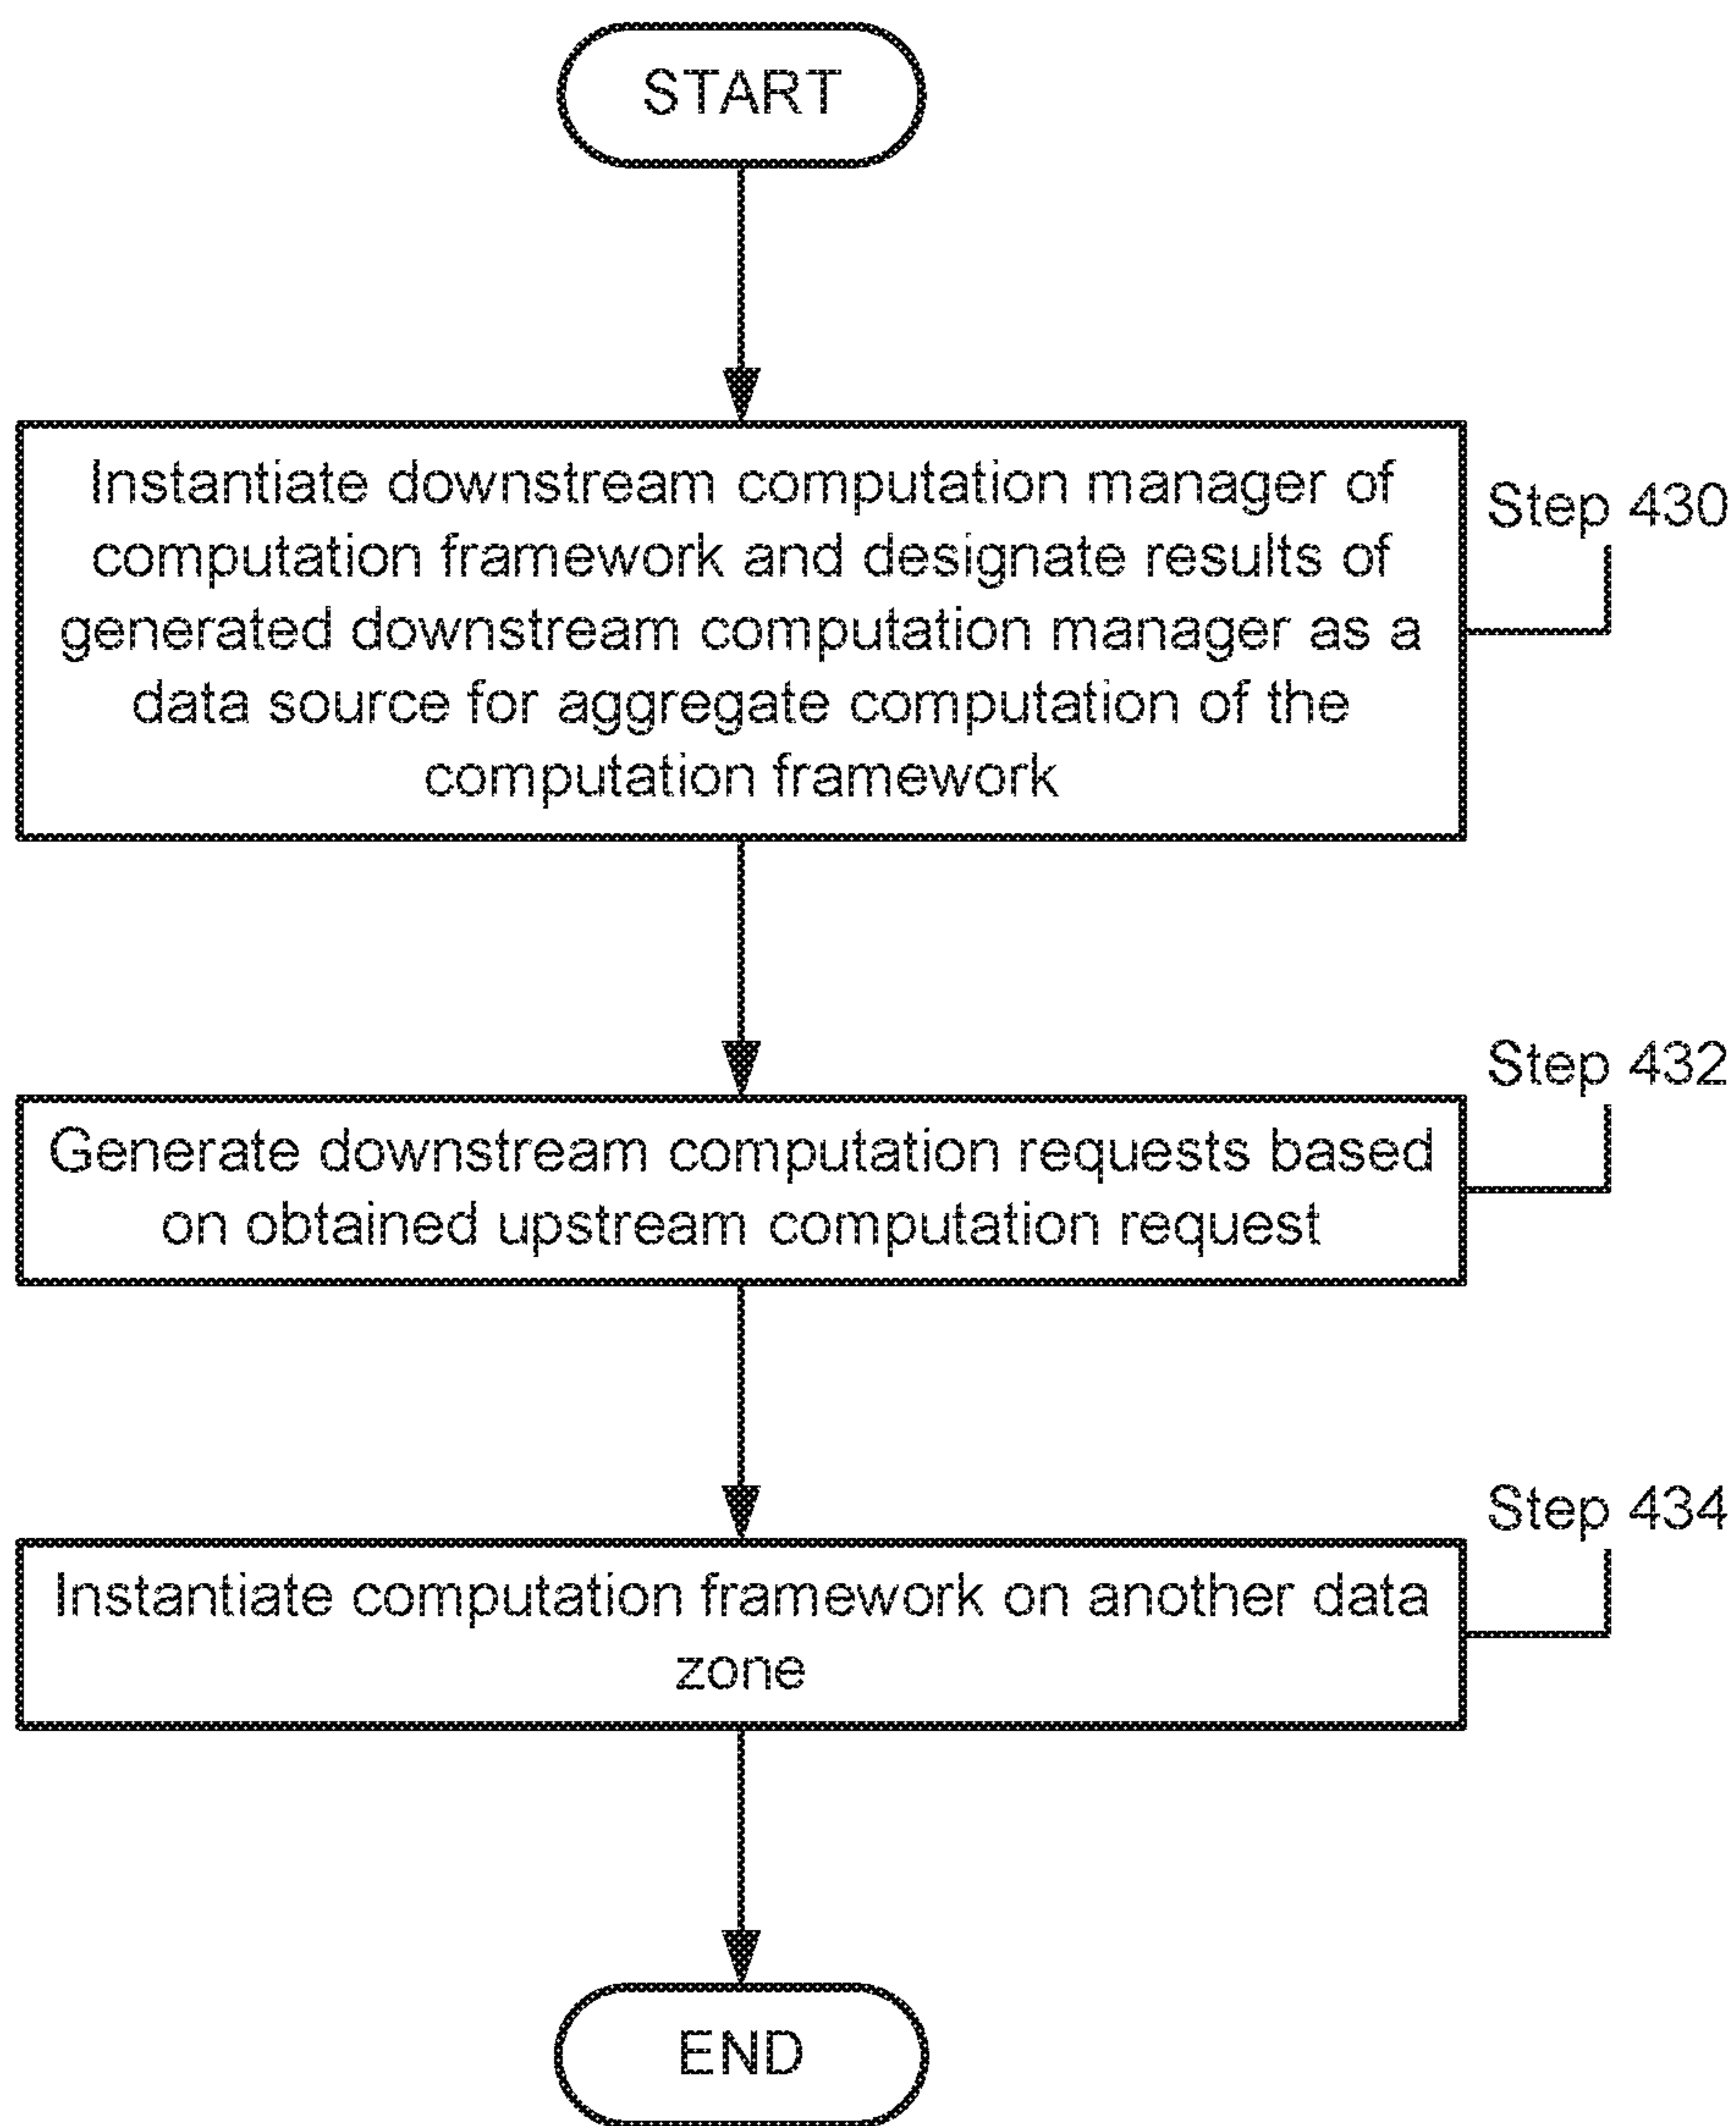 START
Instantiate downstream computation manager of
computation framework and designate results of
generated downstream computation manager as a
data source for aggregate computation of the
computation framework
Step 430
Generate downstream computation requests based
on obtained upstream computation request
Step 432
Instantiate computation framework on another data
zone
Step 434
END